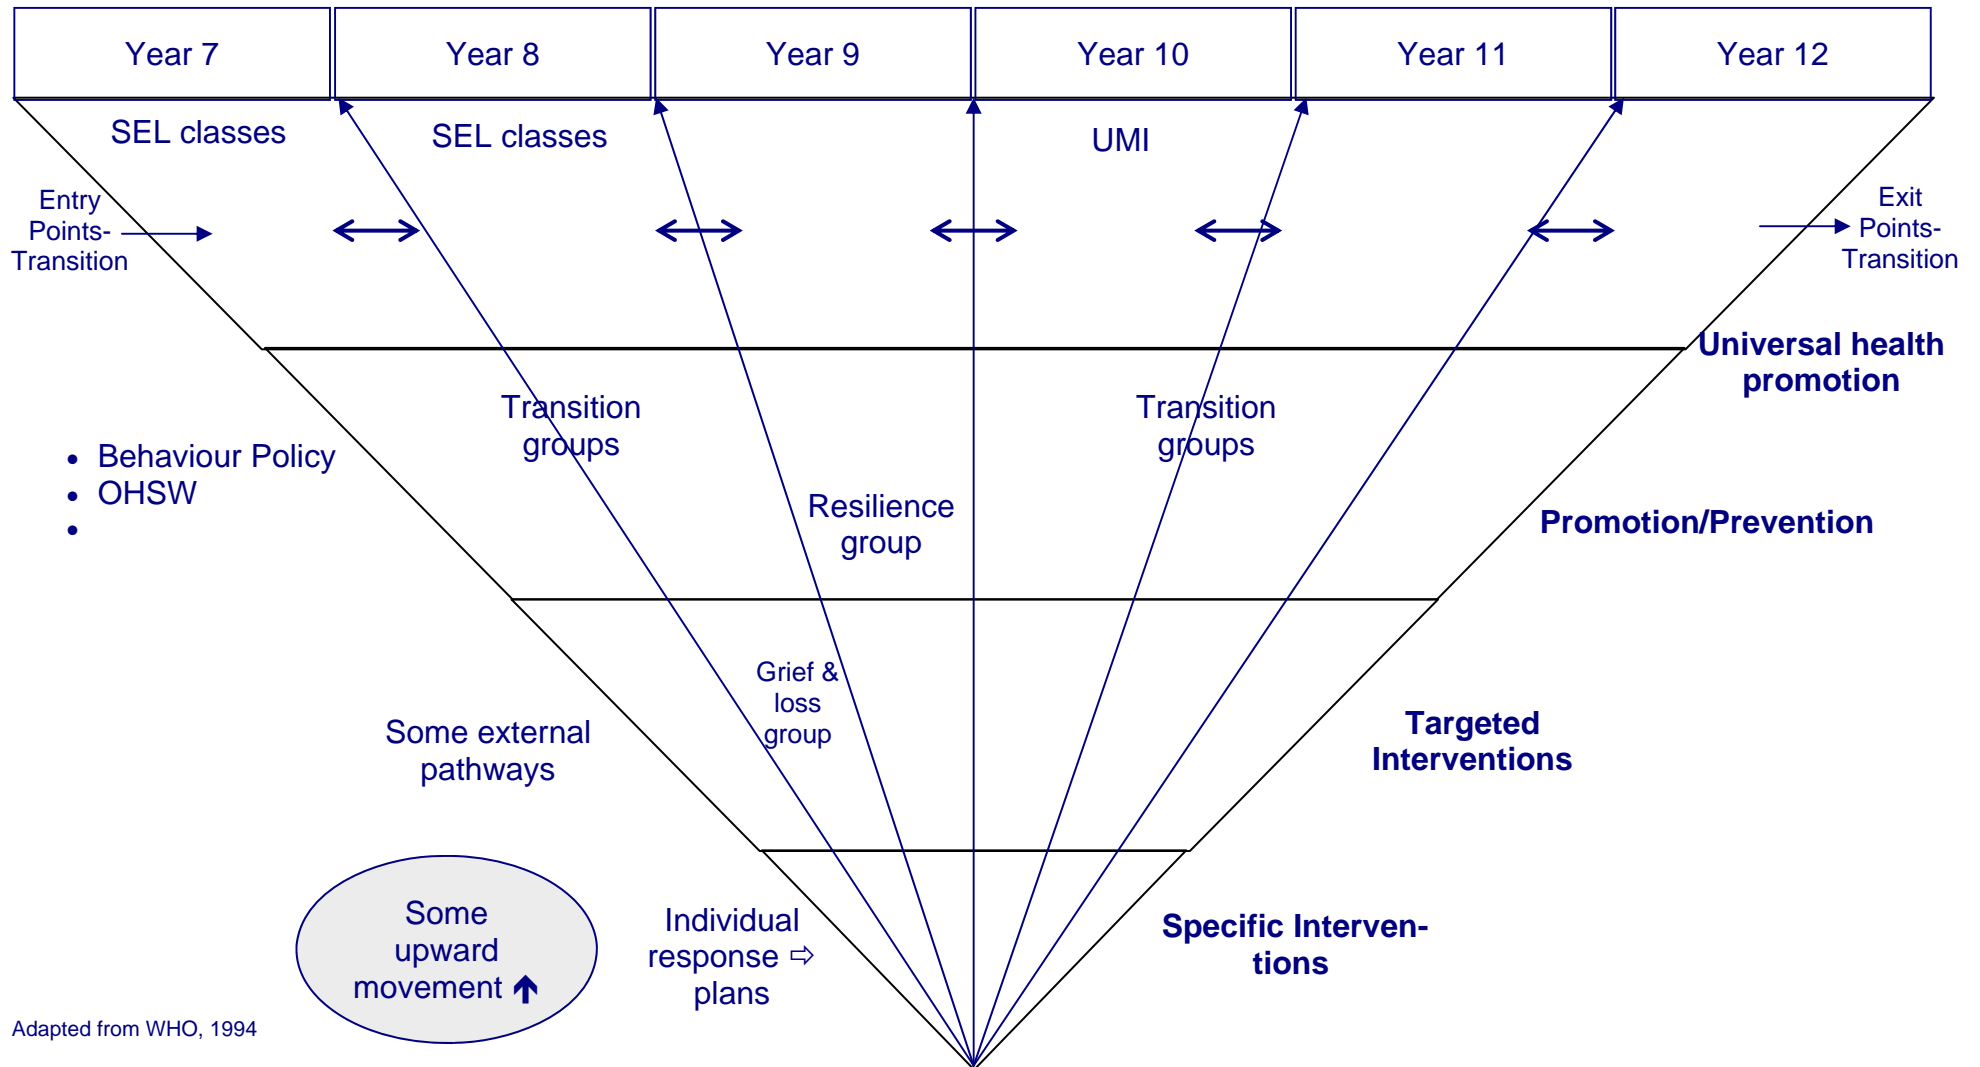 Year 7
Year 8
Year 9
Year 10
Year 11
Year 12
SEL classes
SEL classes
UMI
Entry
Points-
Transition
Exit
Points-
Transition
Universal health
promotion
Transition
groups
Transition
groups
• Behaviour Policy
• OHSW
•
Resilience
group
Promotion/Prevention
Grief &
loss
group
Some external
pathways
Targeted
Interventions
Some
upward
movement ↑
Individual
response ⇨
plans
Specific Interven-
tions
Adapted from WHO, 1994